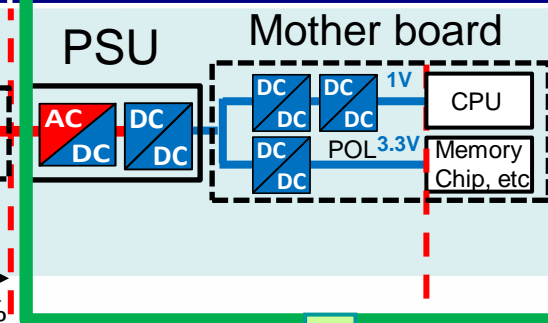 PSU
Mother board
AC
DC
DC
DC
DC
DC
DC
DC
1V
CPU
DC
DC
POL
3.3V
Memory
Chip, etc
%